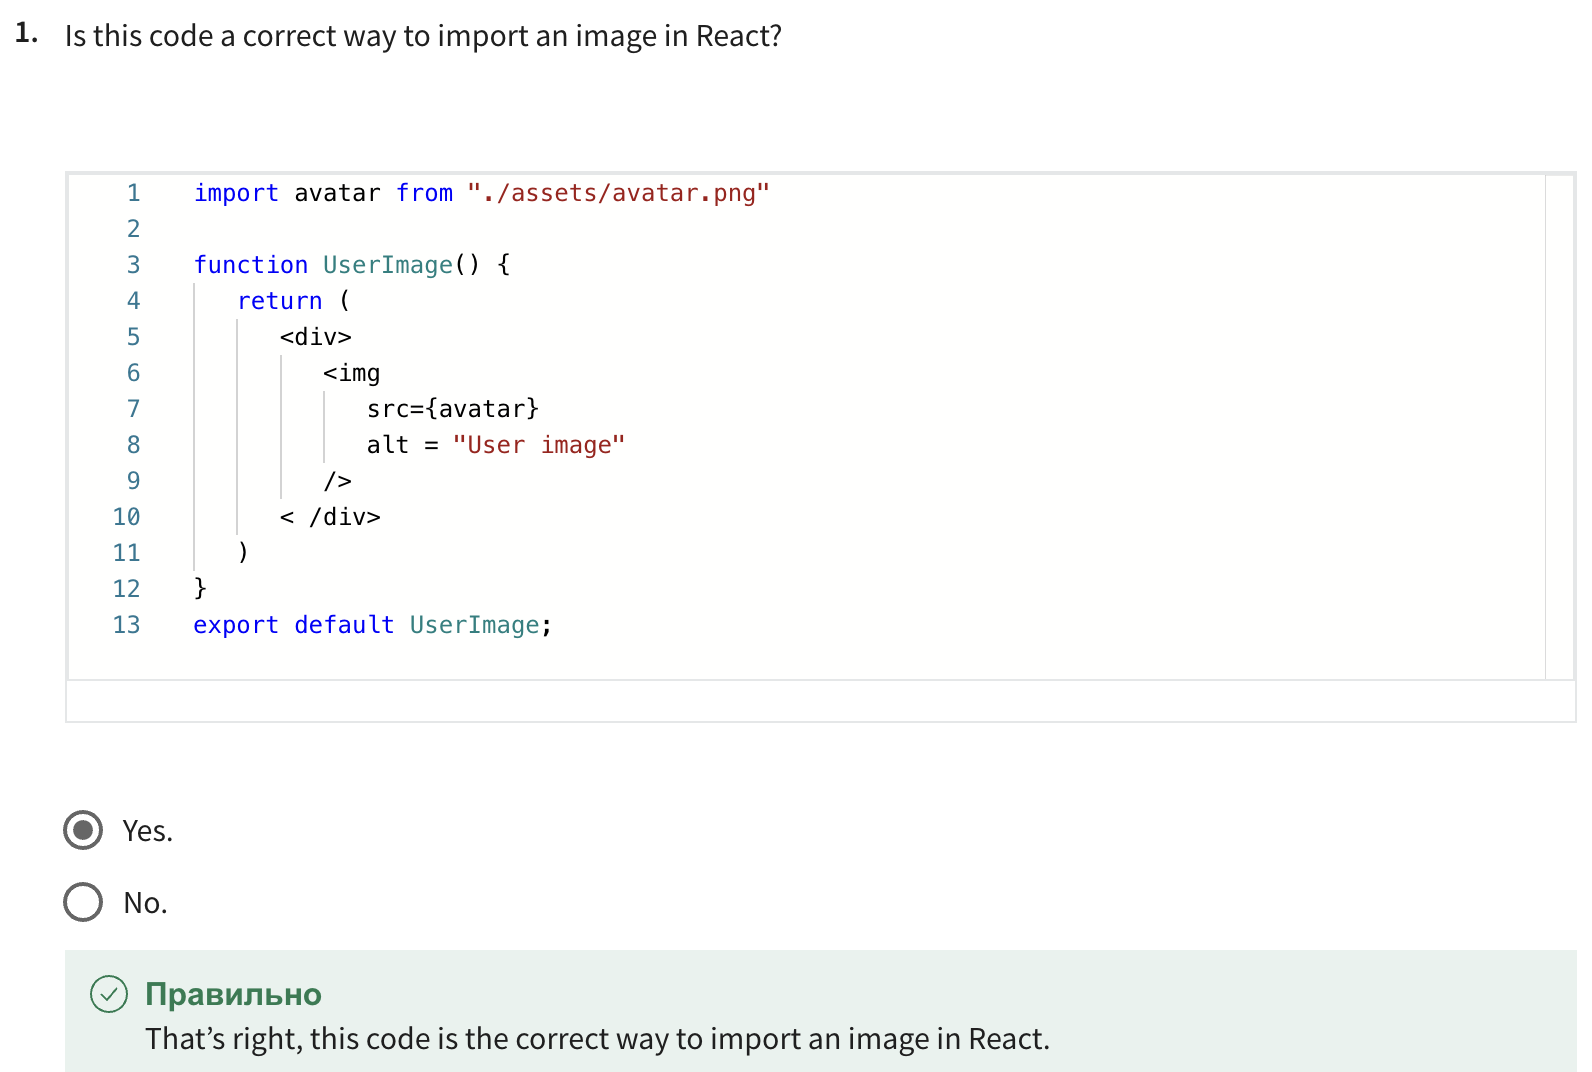 1. Is this code a correct way to import an image in React?
1 import avatar from "./assets/avatar.png"
2
3 function UserImage() {
4 return (
5 <div>
6 <img
7 src={avatar}
8 alt = "User image"
9 />
10 < /div>
11 )
12 }
13 export default UserImage;
Yes.
No.
Правильно
That’s right, this code is the correct way to import an image in React.